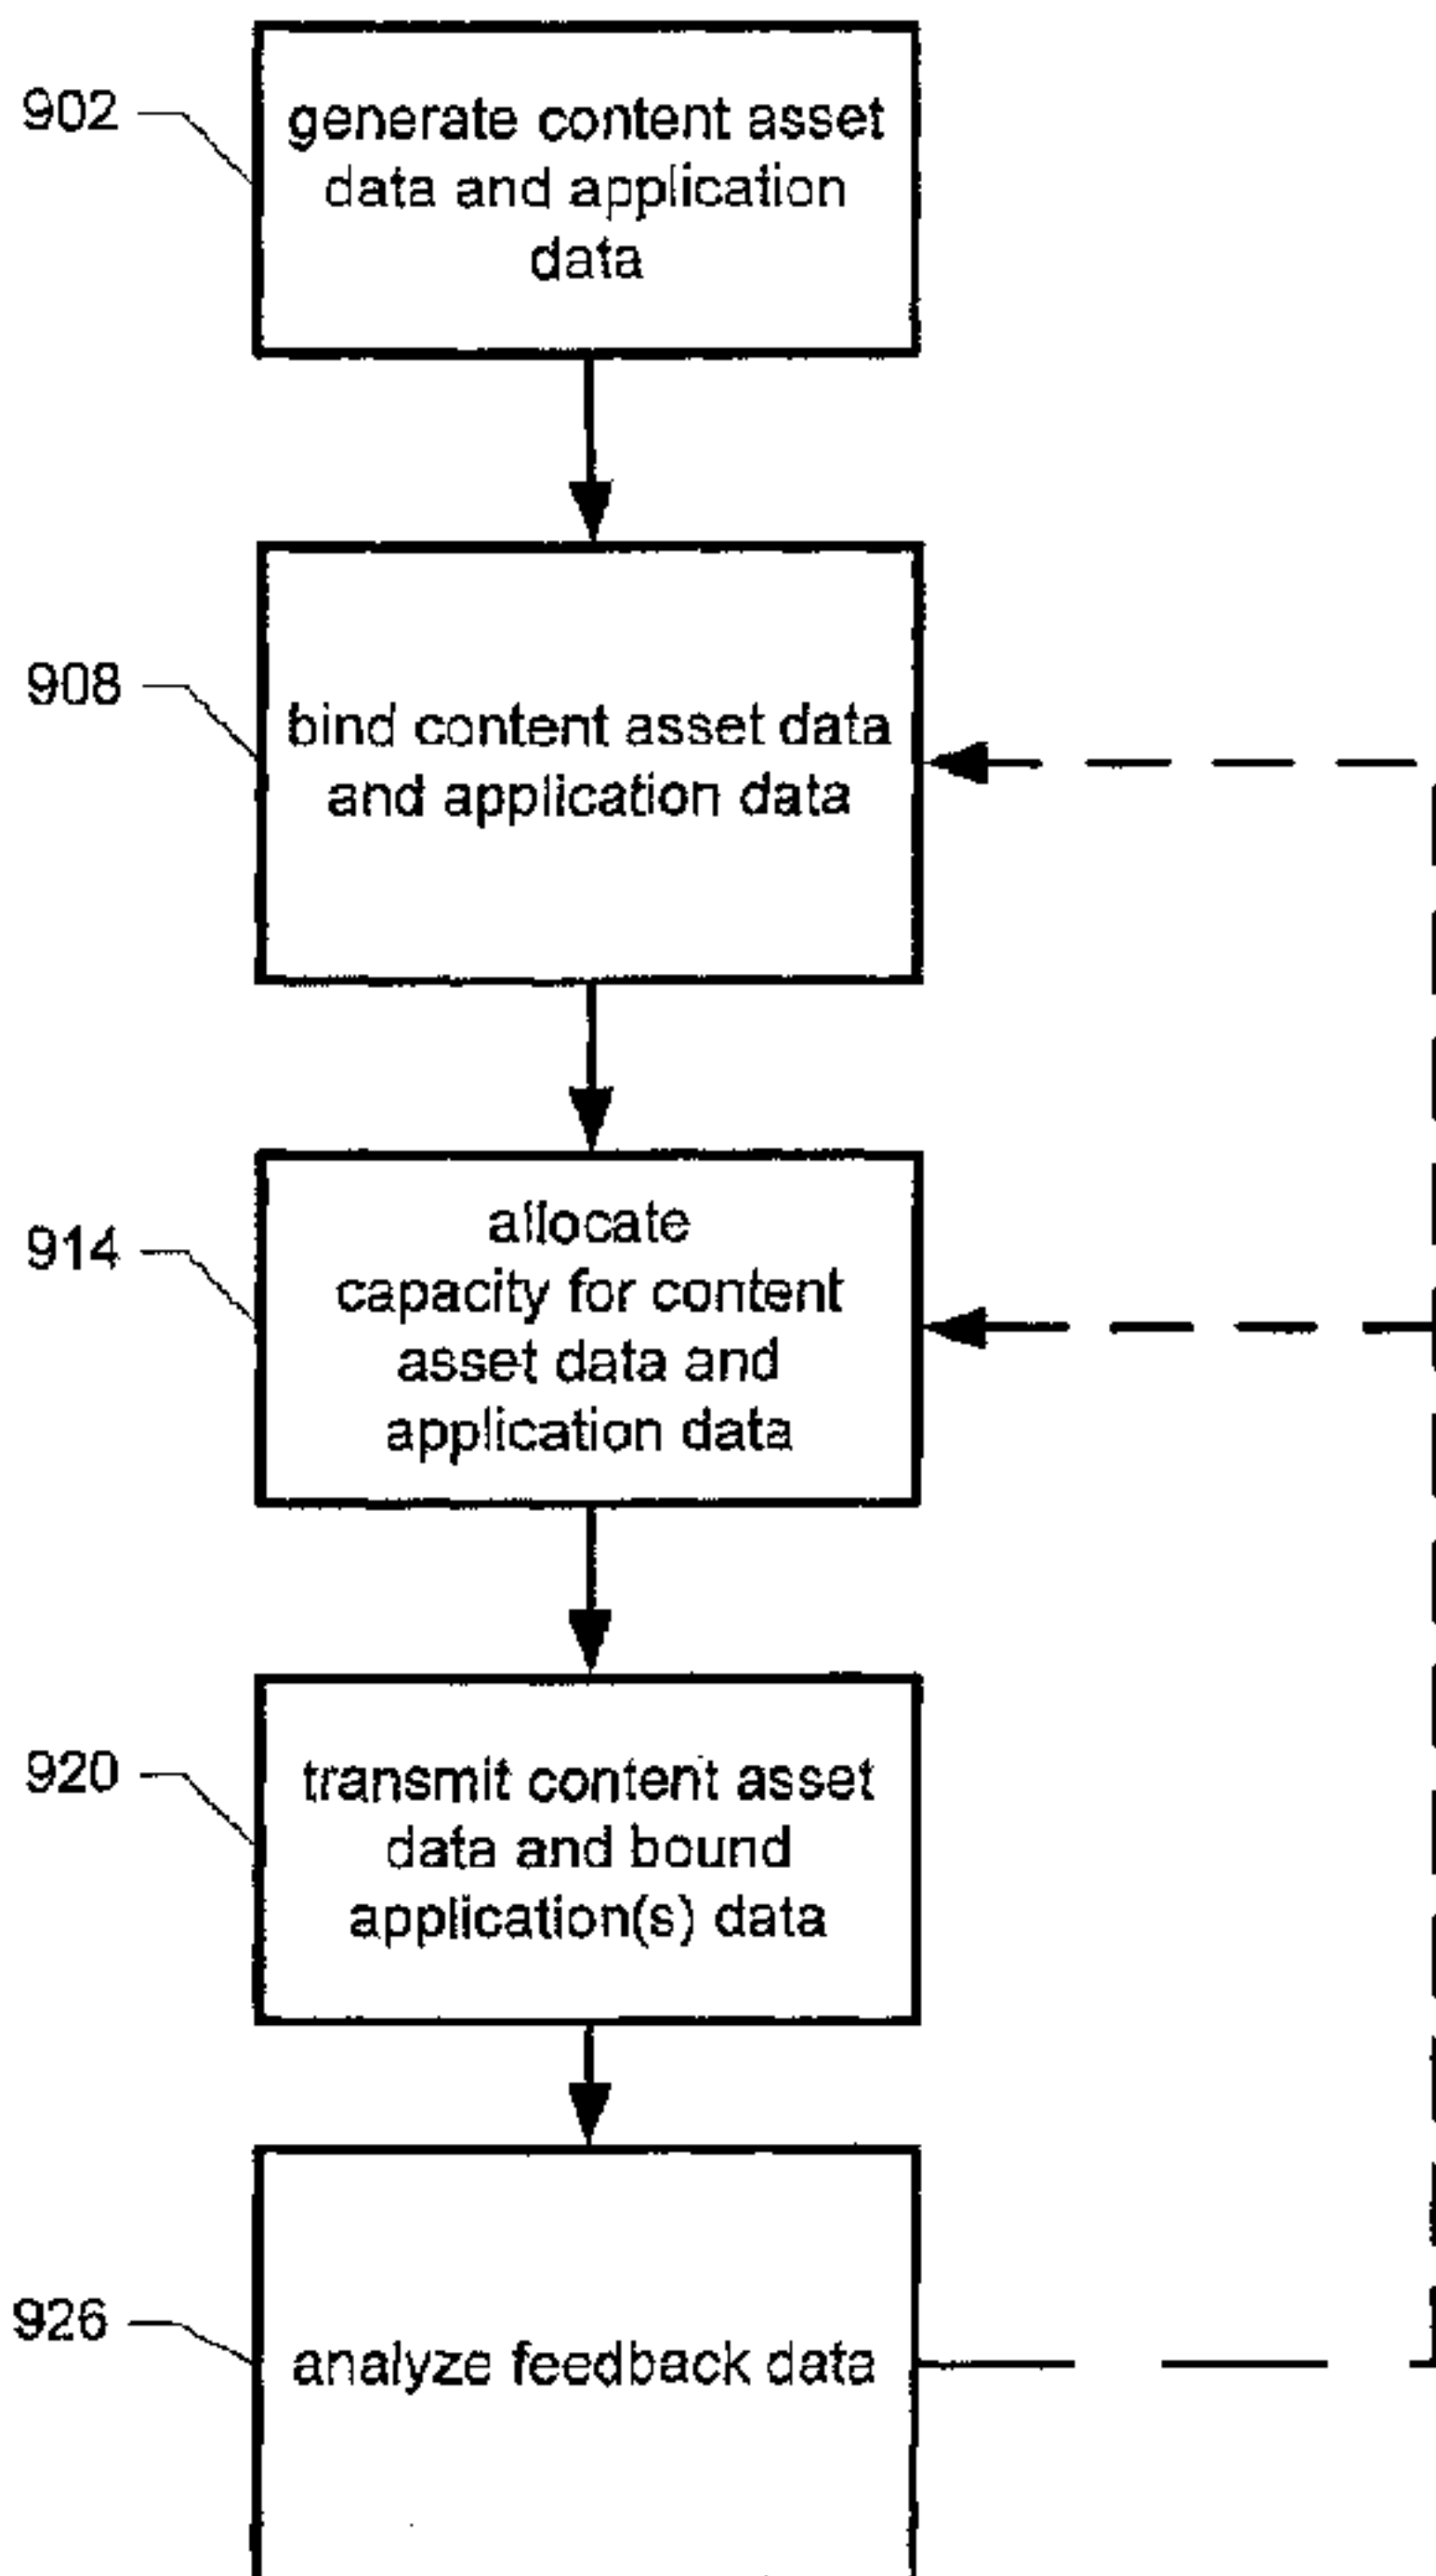 902
generate content asset
data and application
data
908
bind content asset data
and application data
914
allocate
capacity for content
asset data and
application data
920
transmit content asset
data and bound
application(s) data
926
analyze feedback data